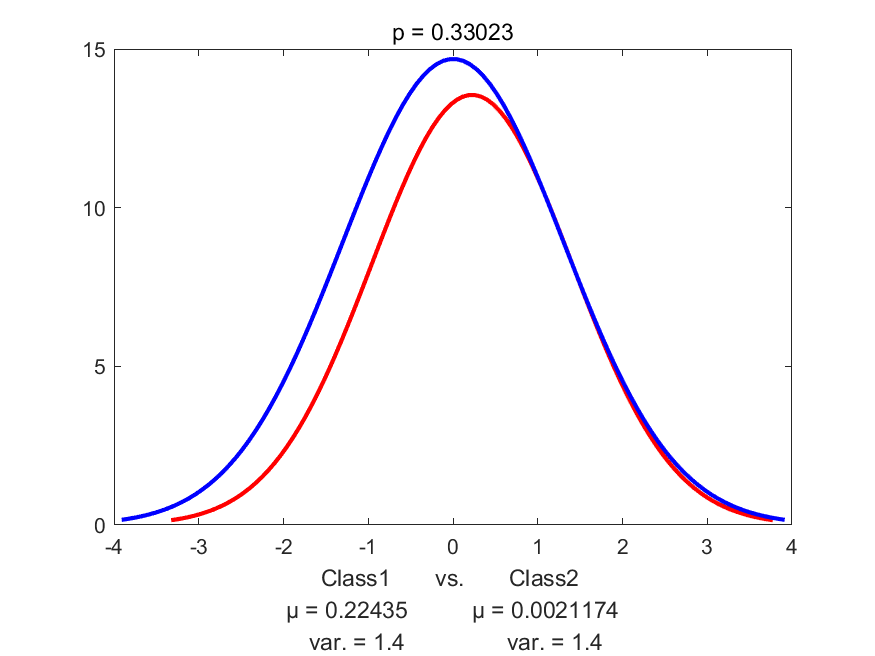 p = 0.33023
15
10
5
0
-4 -3 -2 -1 0 1 2 3 4
Class1 vs. Class2
μ = 0.22435 μ = 0.0021174
var. = 1.4 var. = 1.4